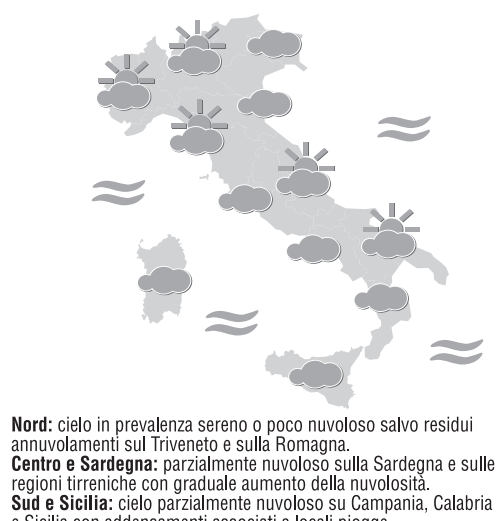 Nord: cielo in prevalenza sereno o poco nuvoloso salvo residui
annuvolamenti sul Triveneto e sulla Romagna.
Centro e Sardegna: parzialmente nuvoloso sulla Sardegna e sulle
regioni tirreniche con graduale aumento della nuvolosità.
Sud e Sicilia: cielo parzialmente nuvoloso su Campania, Calabria
e Sicilia con addensamenti associati a locali piogge